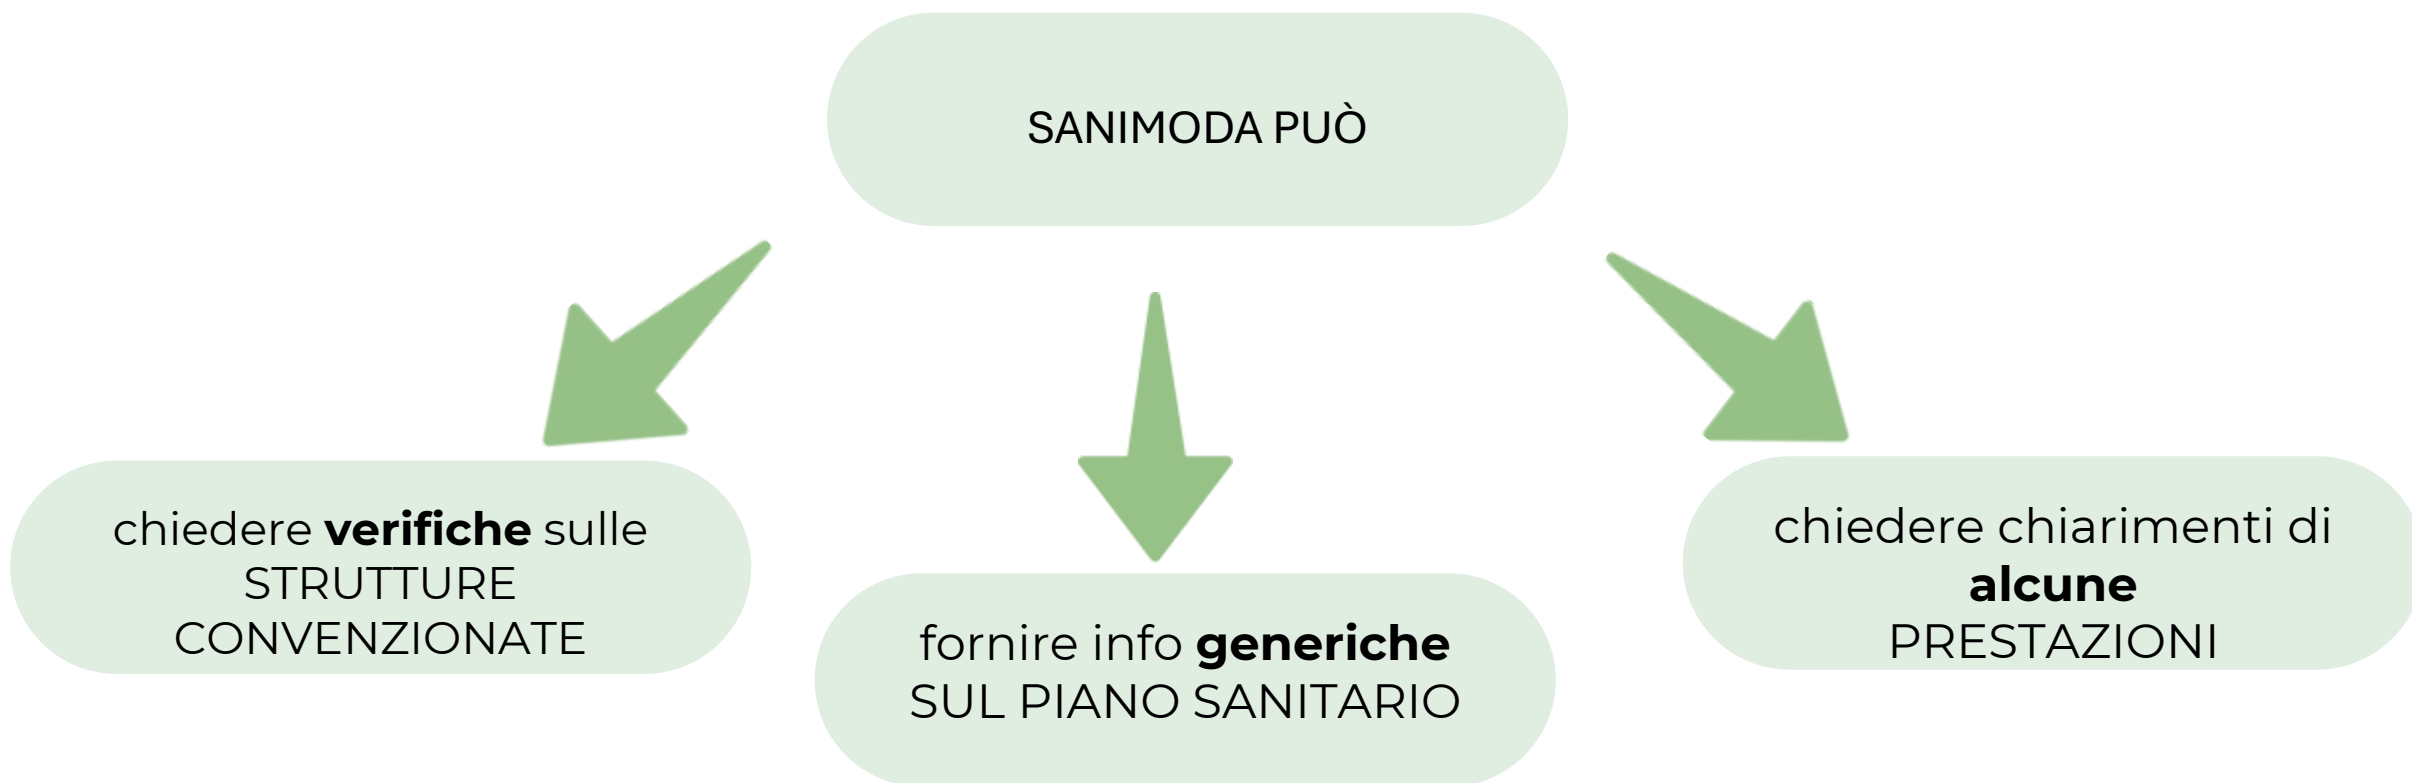 SANIMODA PUÒ
chiedere verifiche sulle
STRUTTURE
CONVENZIONATE
fornire info generiche
SUL PIANO SANITARIO
chiedere chiarimenti di
alcune
PRESTAZIONI